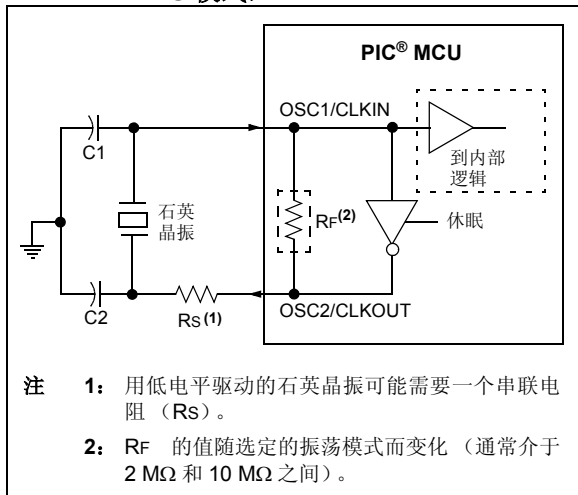 PIC® MCU
OSC1/CLKIN
C1
到内部
逻辑
石英
晶振
RF(2)
休眠
C2
RS(1)
OSC2/CLKOUT
注 1： 用低电平驱动的石英晶振可能需要一个串联电
阻 （RS）。
2： RF 的值随选定的振荡模式而变化 （通常介于
2 MΩ 和 10 MΩ 之间）。